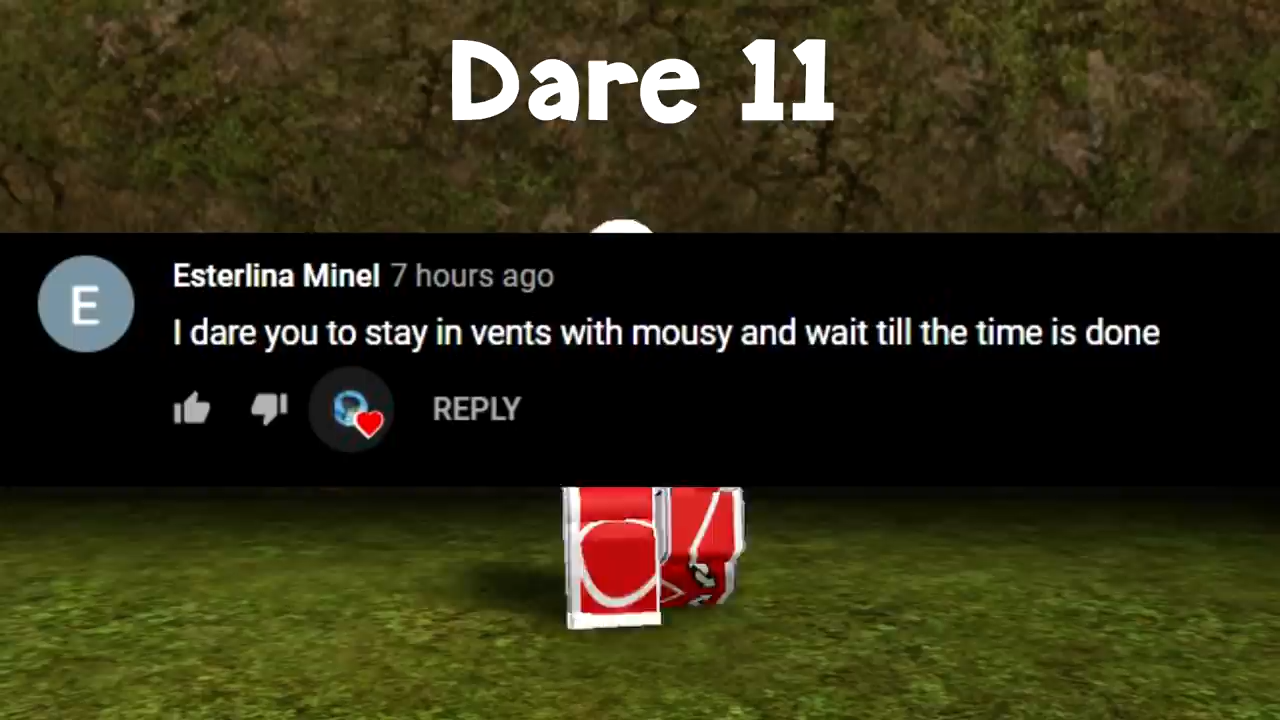 Dare 11
E
Esterlina Minel 7 hours ago
I dare you to stay in vents with mousy and wait till the time is done
REPLY